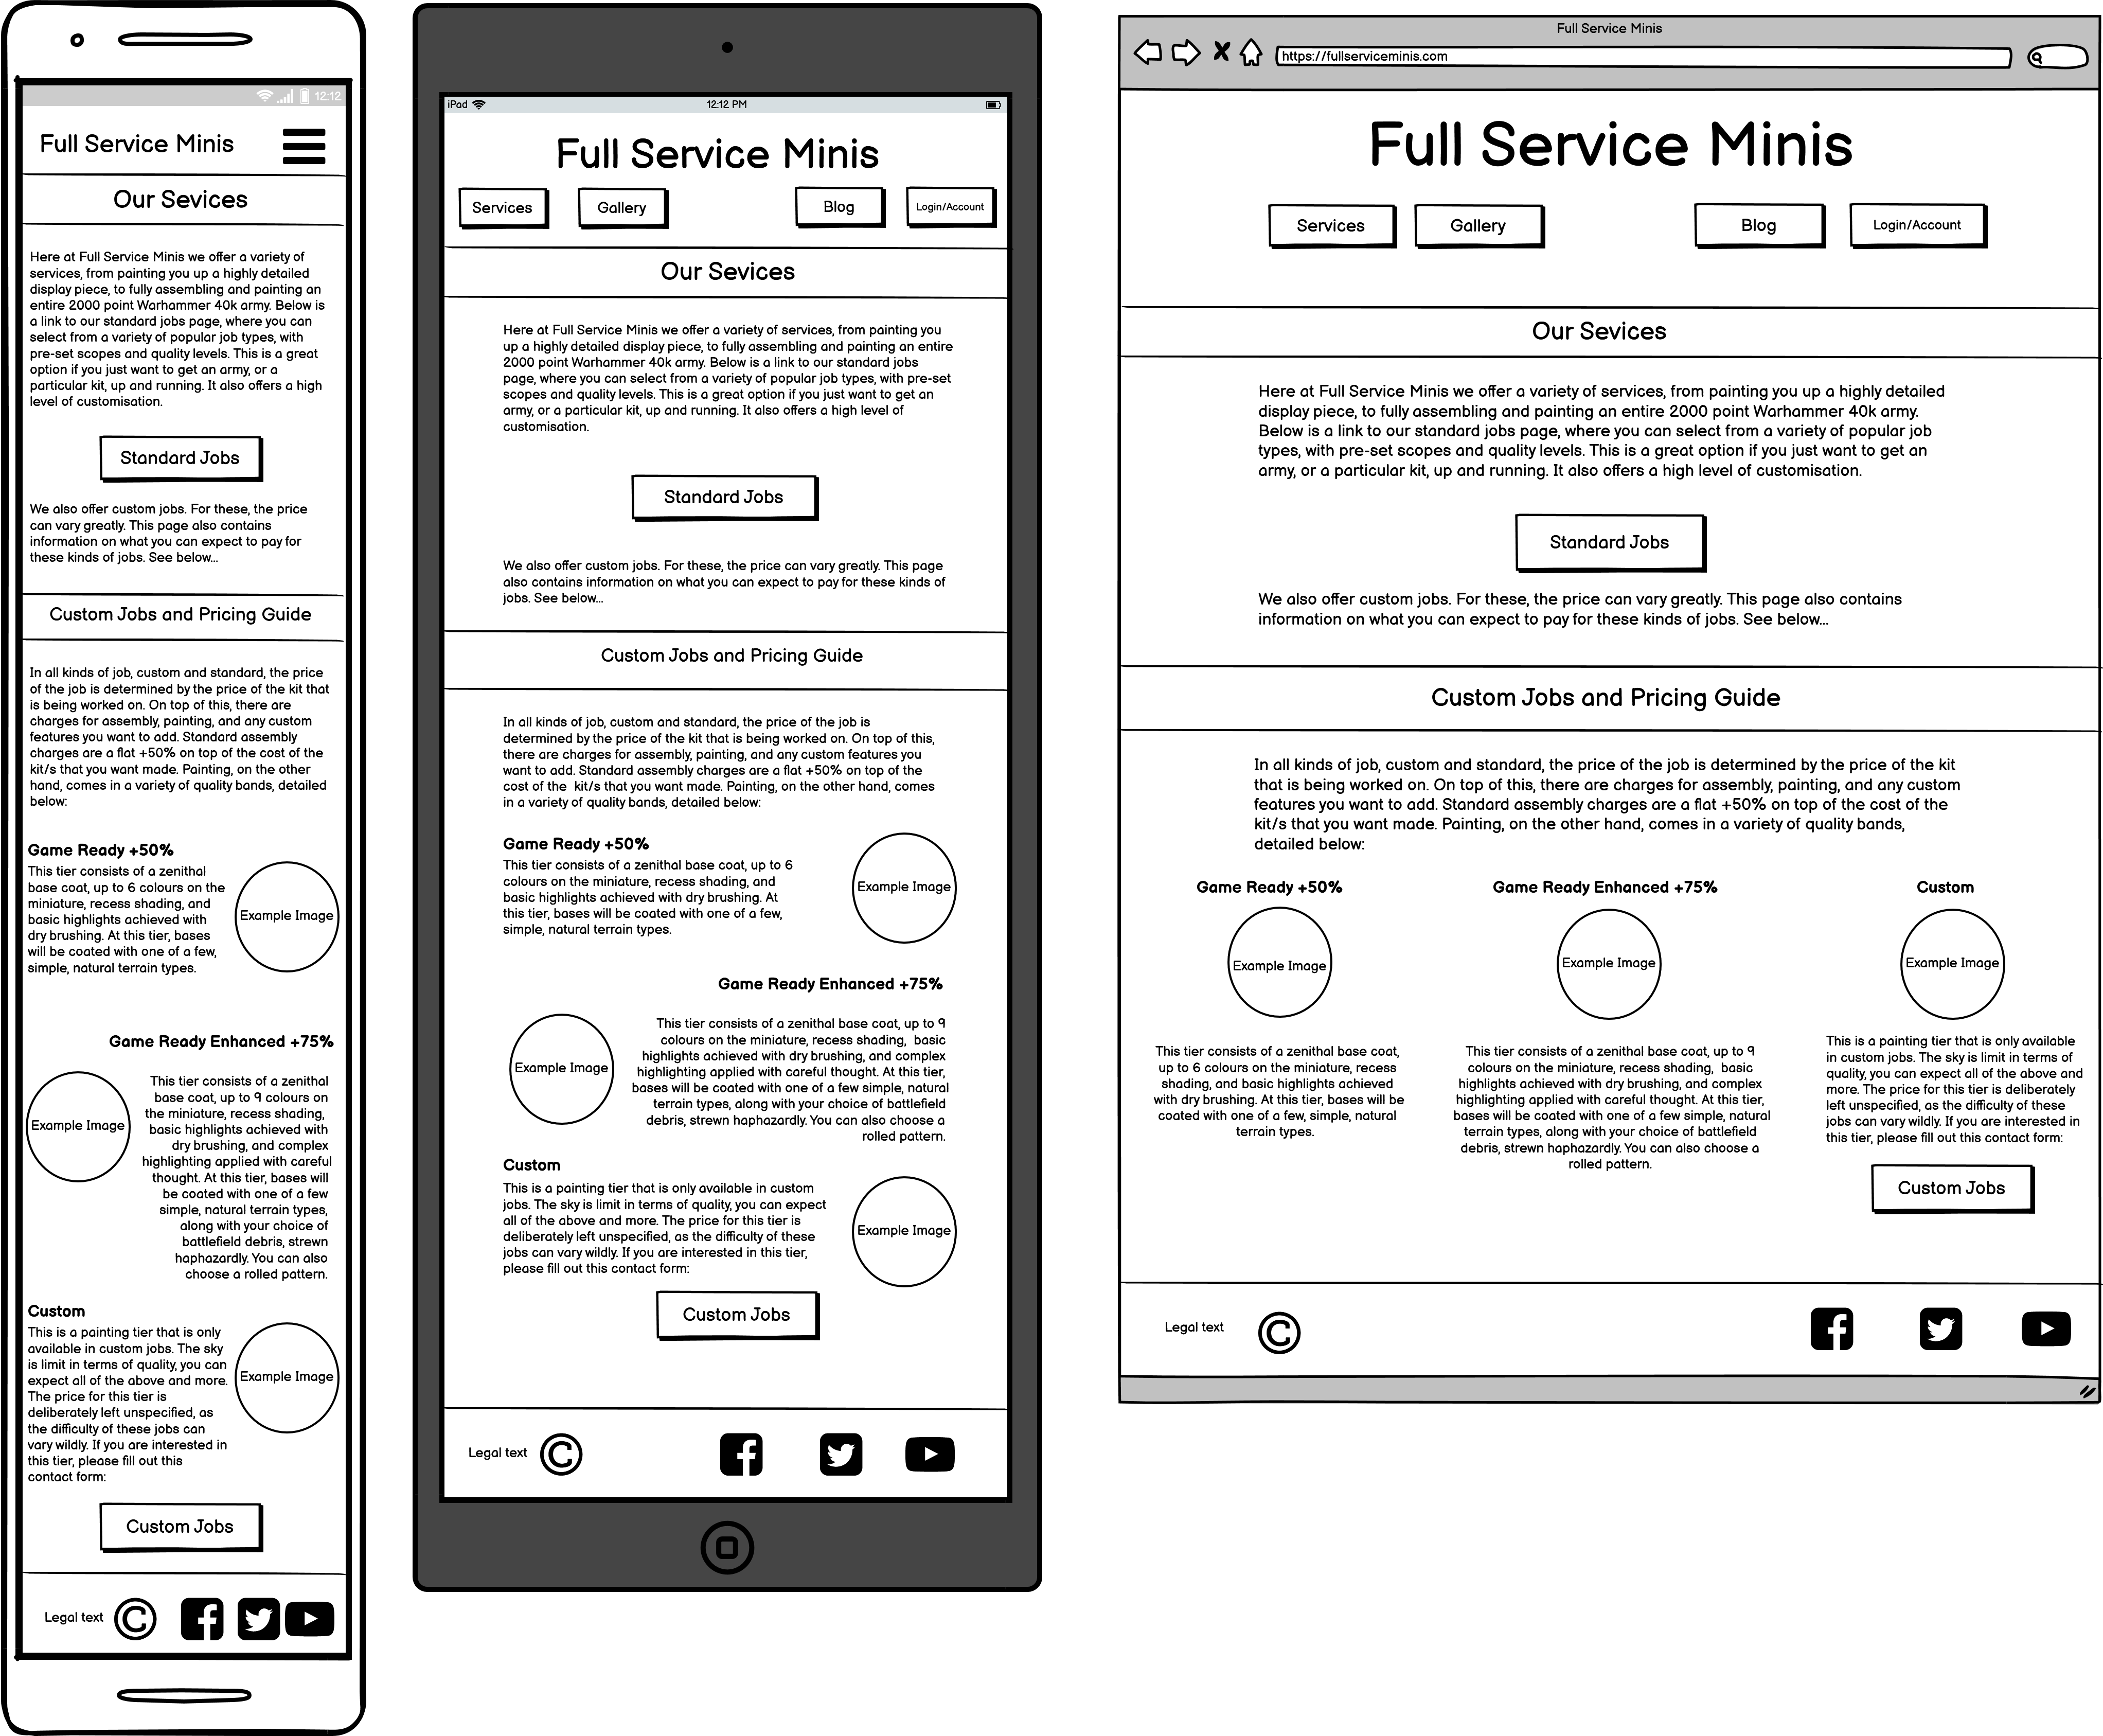 12:12
Full Service Minis
Our Sevices
Here at Full Service Minis we offer a variety of
services, from painting you up a highly detailed
display piece, to fully assembling and painting an
entire 2000 point Warhammer 40k army. Below is
a link to our standard jobs page, where you can
select from a variety of popular job types, with
pre-set scopes and quality levels. This is a great
option if you just want to get an army, or a
particular kit, up and running. It also offers a high
level of customisation.
Standard Jobs
We also offer custom jobs. For these, the price
can vary greatly. This page also contains
information on what you can expect to pay for
these kinds of jobs. See below...
Custom Jobs and Pricing Guide
In all kinds of job, custom and standard, the price
of the job is determined by the price of the kit that
is being worked on. On top of this, there are
charges for assembly, painting, and any custom
features you want to add. Standard assembly
charges are a flat +50% on top of the cost of the
kit/s that you want made. Painting, on the other
hand, comes in a variety of quality bands, detailed
below:
Game Ready +50%
This tier consists of a zenithal
base coat, up to 6 colours on the
miniature, recess shading, and
basic highlights achieved with
dry brushing. At this tier, bases
will be coated with one of a few,
simple, natural terrain types.
Example Image
Game Ready Enhanced +75%
Example Image
This tier consists of a zenithal
base coat, up to 9 colours on
the miniature, recess shading,
basic highlights achieved with
dry brushing, and complex
highlighting applied with careful
thought. At this tier, bases will
be coated with one of a few
simple, natural terrain types,
along with your choice of
battlefield debris, strewn
haphazardly. You can also
choose a rolled pattern.
Custom
This is a painting tier that is only
available in custom jobs. The sky
is limit in terms of quality, you can
expect all of the above and more.
The price for this tier is
deliberately left unspecified, as
the difficulty of these jobs can
vary wildly. If you are interested in
this tier, please fill out this
contact form:
Example Image
Custom Jobs
Legal text ©
iPad 12:12 PM
Full Service Minis
Services Gallery Blog Login/Account
Our Sevices
Here at Full Service Minis we offer a variety of services, from painting you
up a highly detailed display piece, to fully assembling and painting an entire
2000 point Warhammer 40k army. Below is a link to our standard jobs
page, where you can select from a variety of popular job types, with pre-set
scopes and quality levels. This is a great option if you just want to get an
army, or a particular kit, up and running. It also offers a high level of
customisation.
Standard Jobs
We also offer custom jobs. For these, the price can vary greatly. This page
also contains information on what you can expect to pay for these kinds of
jobs. See below...
Custom Jobs and Pricing Guide
In all kinds of job, custom and standard, the price of the job is
determined by the price of the kit that is being worked on. On top of this,
there are charges for assembly, painting, and any custom features you
want to add. Standard assembly charges are a flat +50% on top of the
cost of the kit/s that you want made. Painting, on the other hand, comes
in a variety of quality bands, detailed below:
Game Ready +50%
This tier consists of a zenithal base coat, up to 6
colours on the miniature, recess shading, and
basic highlights achieved with dry brushing. At
this tier, bases will be coated with one of a few,
simple, natural terrain types.
Example Image
Game Ready Enhanced +75%
Example Image
This tier consists of a zenithal base coat, up to 9
colours on the miniature, recess shading, basic
highlights achieved with dry brushing, and complex
highlighting applied with careful thought. At this tier,
bases will be coated with one of a few simple, natural
terrain types, along with your choice of battlefield
debris, strewn haphazardly. You can also choose a
rolled pattern.
Custom
This is a painting tier that is only available in custom
jobs. The sky is limit in terms of quality, you can expect
all of the above and more. The price for this tier is
deliberately left unspecified, as the difficulty of these
jobs can vary wildly. If you are interested in this tier,
please fill out this contact form:
Example Image
Custom Jobs
Legal text ©
Full Service Minis
https://fullserviceminis.com
Full Service Minis
Services Gallery Blog Login/Account
Our Sevices
Here at Full Service Minis we offer a variety of services, from painting you up a highly detailed
display piece, to fully assembling and painting an entire 2000 point Warhammer 40k army.
Below is a link to our standard jobs page, where you can select from a variety of popular job
types, with pre-set scopes and quality levels. This is a great option if you just want to get an
army, or a particular kit, up and running. It also offers a high level of customisation.
Standard Jobs
We also offer custom jobs. For these, the price can vary greatly. This page also contains
information on what you can expect to pay for these kinds of jobs. See below...
Custom Jobs and Pricing Guide
In all kinds of job, custom and standard, the price of the job is determined by the price of the kit
that is being worked on. On top of this, there are charges for assembly, painting, and any custom
features you want to add. Standard assembly charges are a flat +50% on top of the cost of the
kit/s that you want made. Painting, on the other hand, comes in a variety of quality bands,
detailed below:
Game Ready +50%
Example Image
This tier consists of a zenithal base coat,
up to 6 colours on the miniature, recess
shading, and basic highlights achieved
with dry brushing. At this tier, bases will be
coated with one of a few, simple, natural
terrain types.
Game Ready Enhanced +75%
Example Image
This tier consists of a zenithal base coat, up to 9
colours on the miniature, recess shading, basic
highlights achieved with dry brushing, and complex
highlighting applied with careful thought. At this tier,
bases will be coated with one of a few simple, natural
terrain types, along with your choice of battlefield
debris, strewn haphazardly. You can also choose a
rolled pattern.
Custom
Example Image
This is a painting tier that is only available
in custom jobs. The sky is limit in terms of
quality, you can expect all of the above and
more. The price for this tier is deliberately
left unspecified, as the difficulty of these
jobs can vary wildly. If you are interested in
this tier, please fill out this contact form:
Custom Jobs
Legal text ©